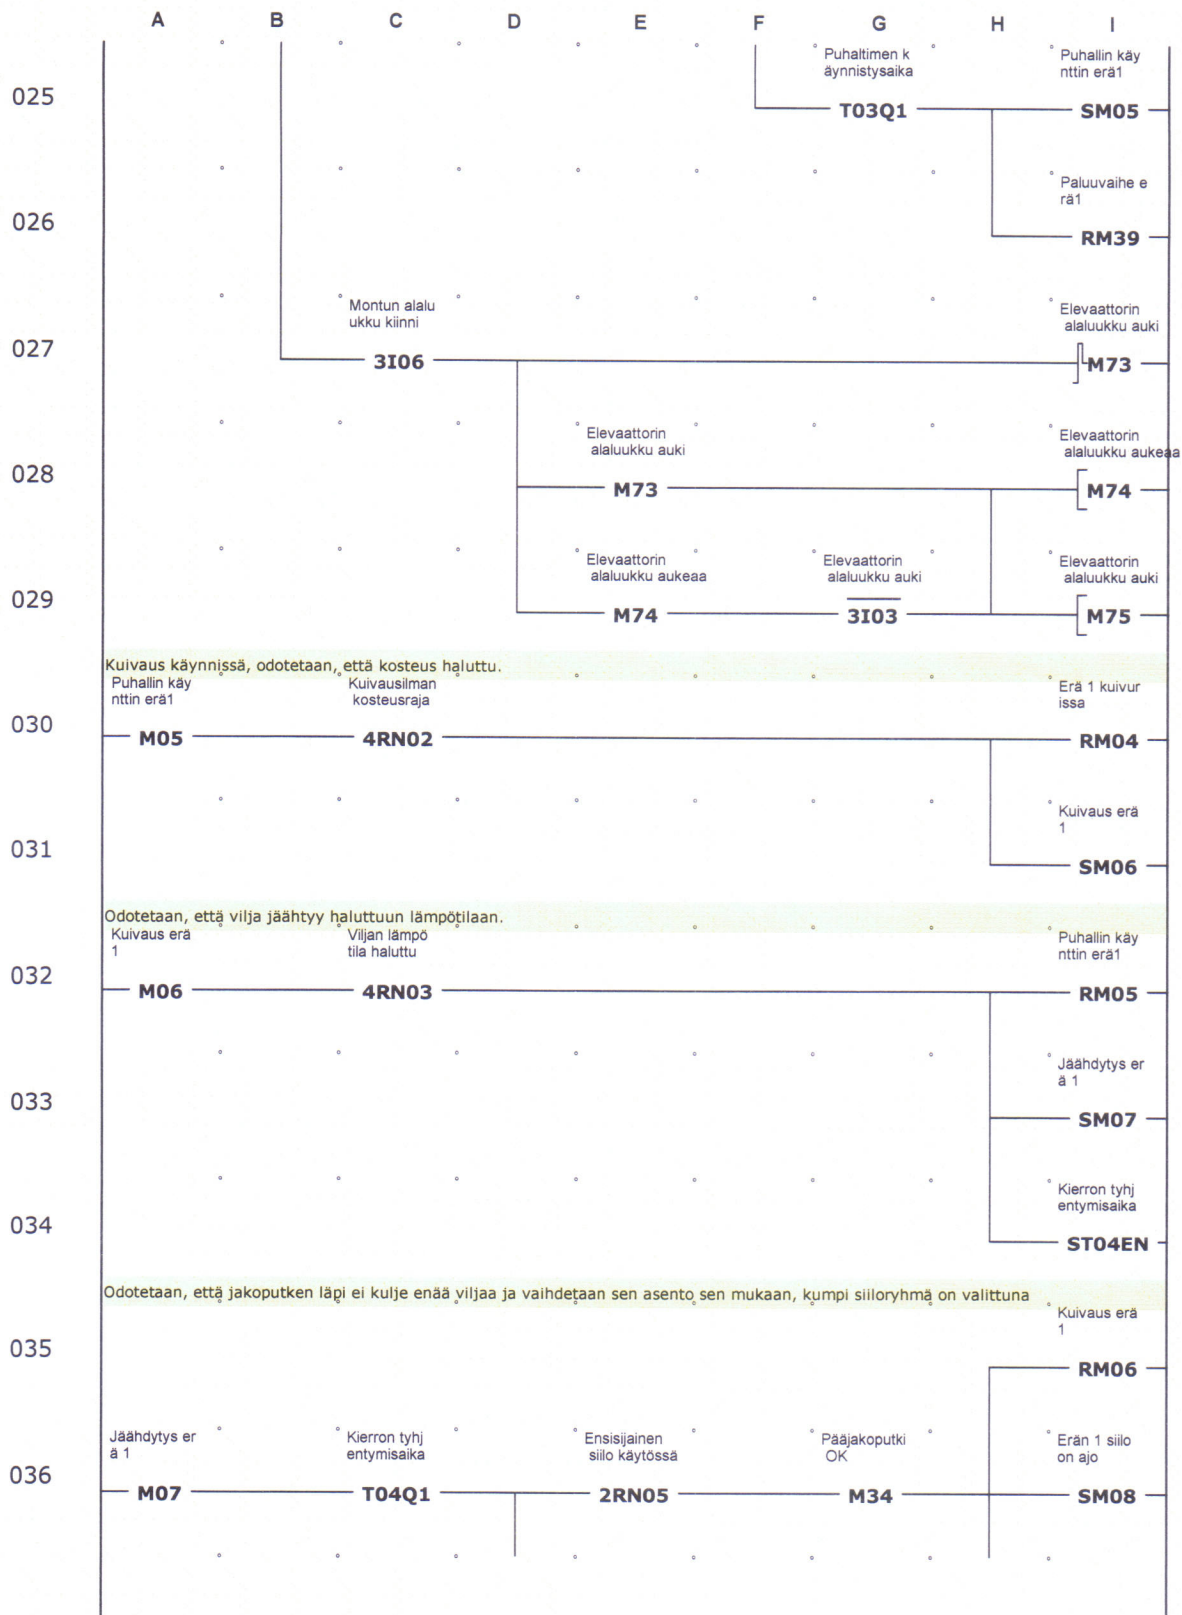 A B C D E F G H I
Puhaltimen k
äynnistysaika
Puhallin käy
nttin erä1
025
T03Q1
SM05
Paluuvaihe e
rä1
026
RM39
Montun alalu
ukku kiinni
Elevaattorin
alaluukku auki
027
3I06
M73
Elevaattorin
alaluukku auki
Elevaattorin
alaluukku aukeaa
028
M73
M74
Elevaattorin
alaluukku aukeaa
Elevaattorin
alaluukku auki
Elevaattorin
alaluukku auki
029
M74
3I03
M75
Kuivaus käynnissä, odotetaan, että kosteus haluttu.
Puhallin käy
nttin erä1
Kuivausilman
kosteusraja
Erä 1 kuivur
issa
030
M05
4RN02
RM04
Kuivaus erä
1
031
SM06
Odotetaan, että vilja jäähtyy haluttuun lämpötilaan.
Kuivaus erä
1
Viljan lämpö
tila haluttu
Puhallin käy
nttin erä1
032
M06
4RN03
RM05
Jäähdytys er
ä 1
033
SM07
Kierron tyhj
entymisaika
034
ST04EN
Odotetaan, että jakoputken läpi ei kulje enää viljaa ja vaihdetaan sen asento sen mukaan, kumpi siiloryhmä on valittuna
Kuivaus erä
1
035
RM06
Jäähdytys er
ä 1
Kierron tyhj
entymisaika
Ensisijainen
siilo käytössä
Pääjakoputki
OK
Erän 1 siilo
on ajo
036
M07
T04Q1
2RN05
M34
SM08